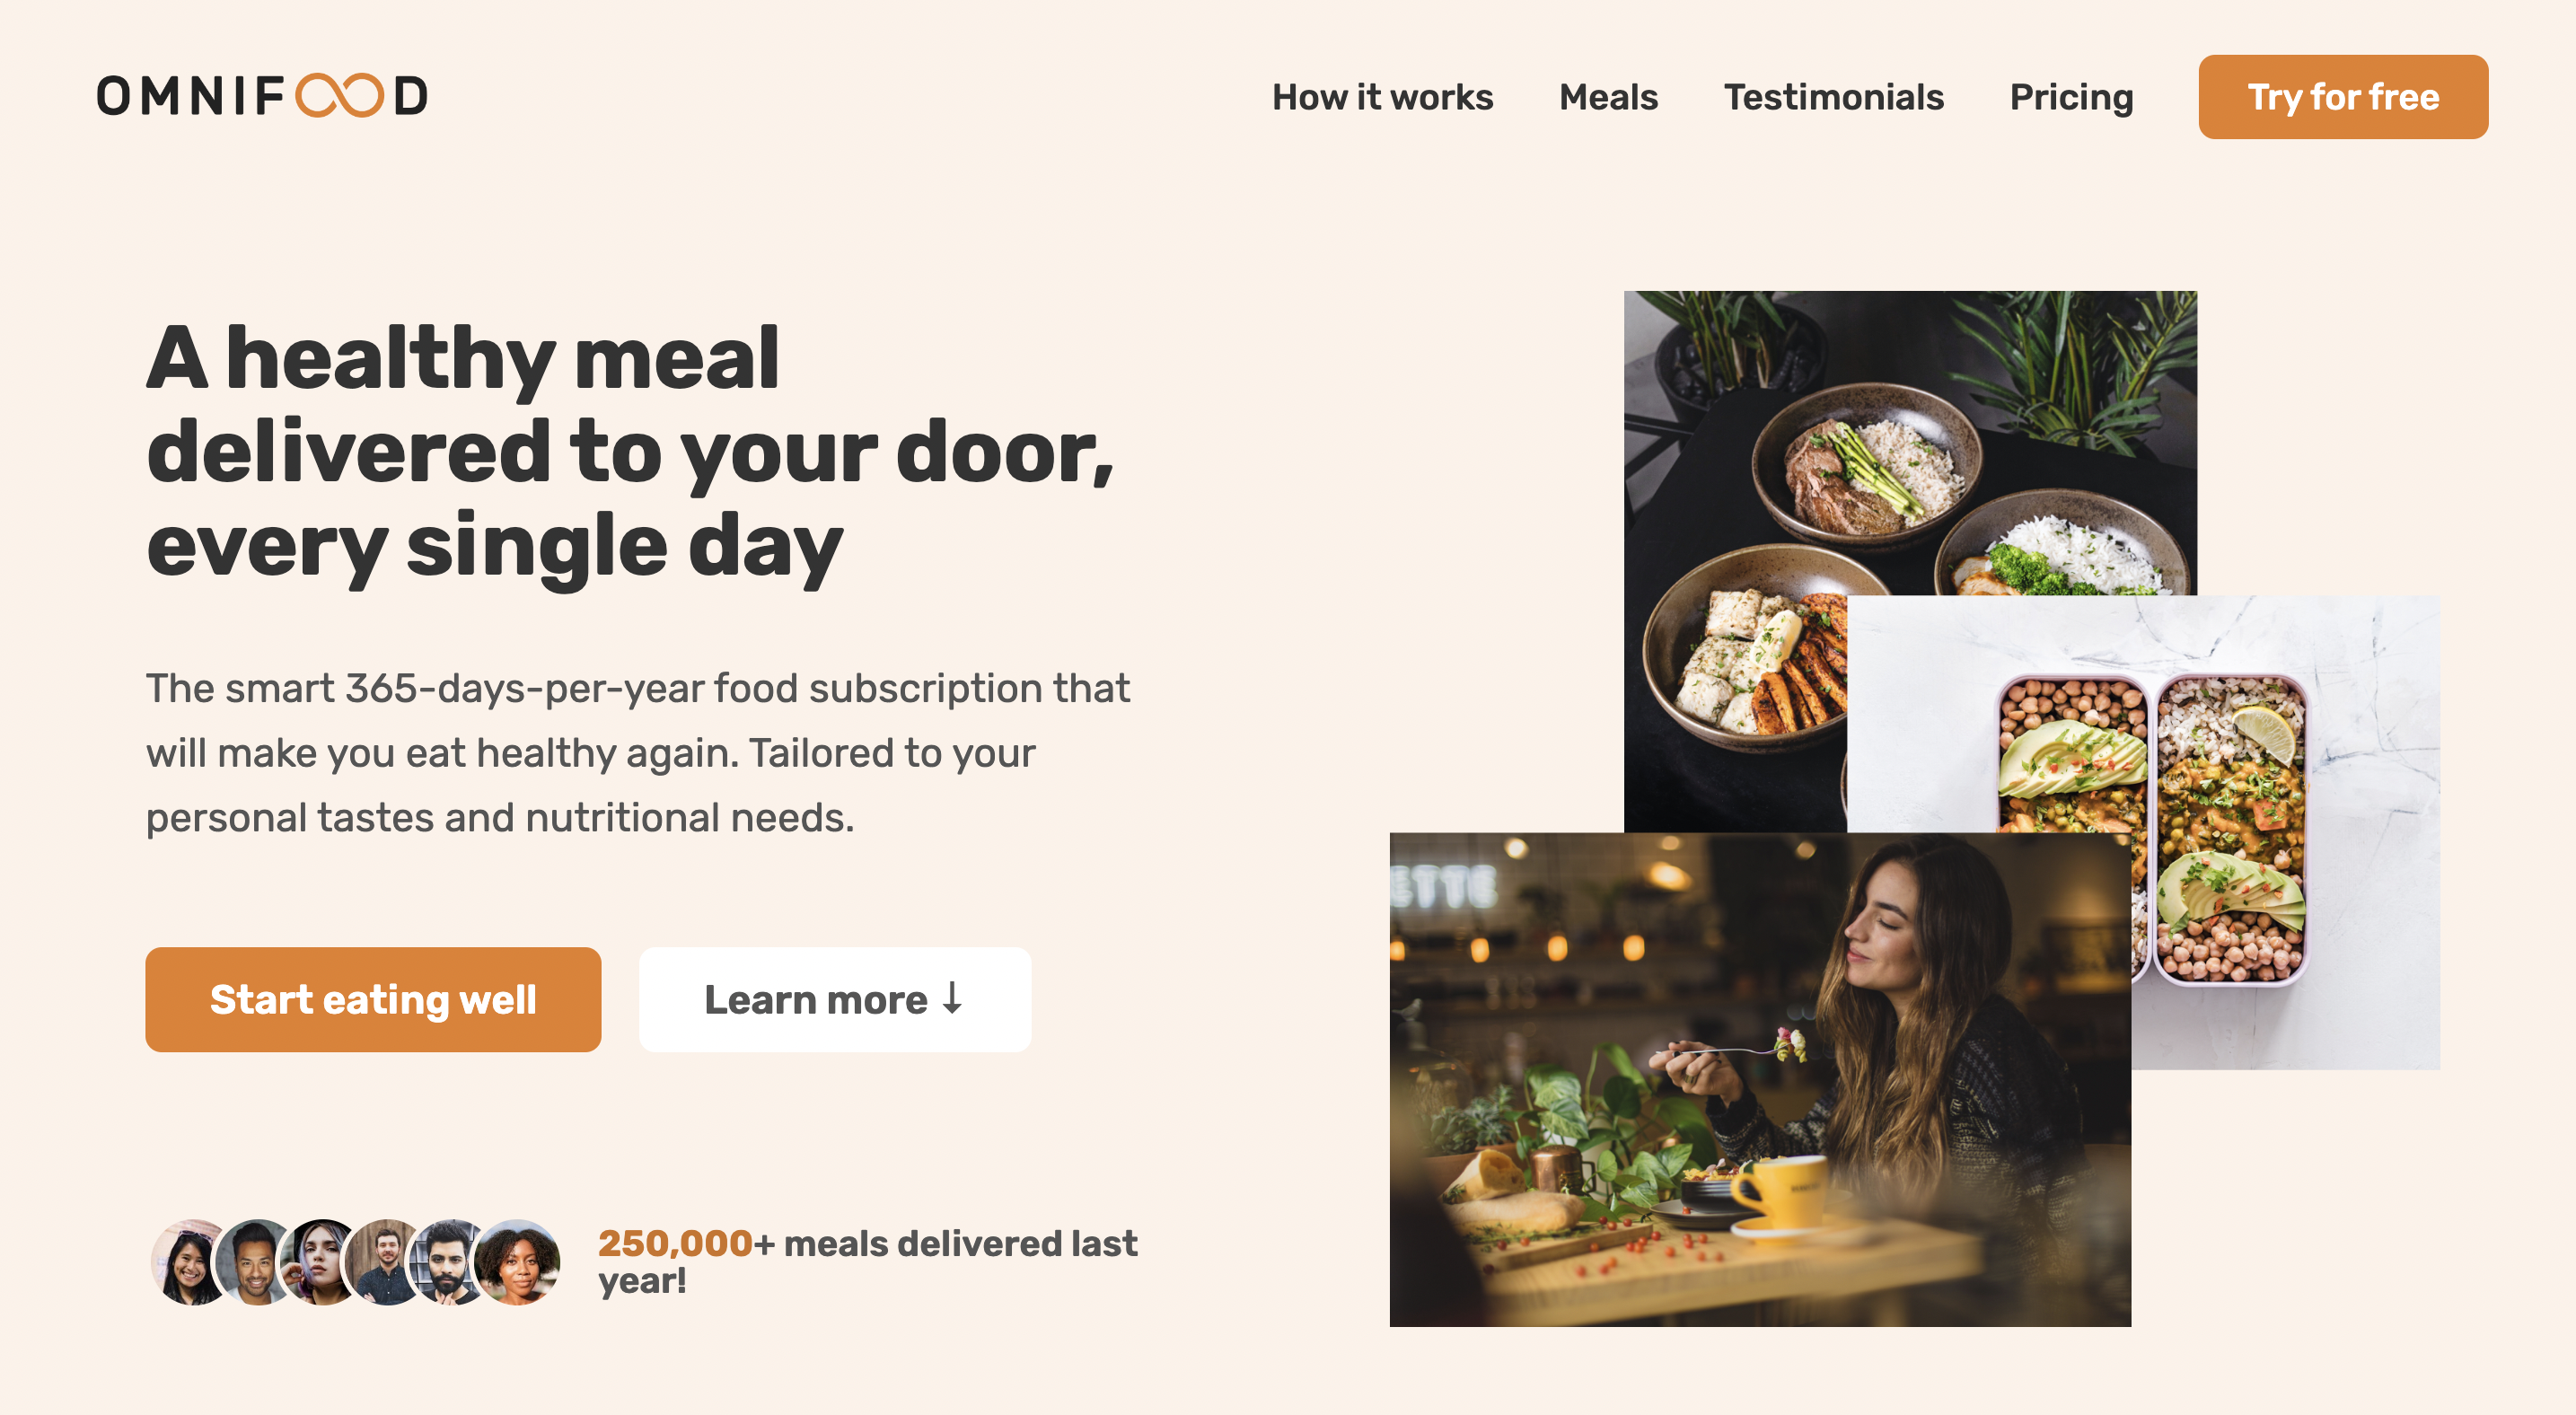 OMNIFOOD
How it works
Meals
Testimonials
Pricing
Try for free
A healthy meal
delivered to your door,
every single day
The smart 365-days-per-year food subscription that
will make you eat healthy again. Tailored to your
personal tastes and nutritional needs.
Start eating well
Learn more ↓
250,000+ meals delivered last
year!
ETTE